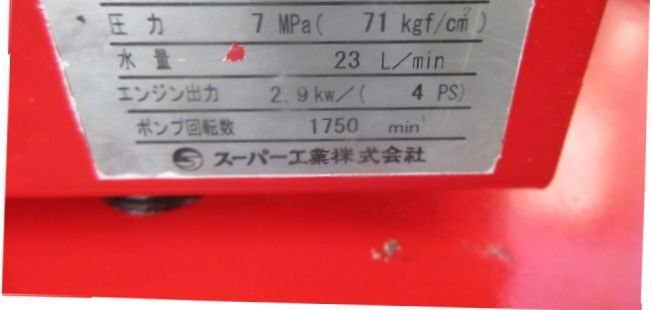 圧力 7 MPa( 71 kgf/cm²)
水量 23 L/min
エンジン出力 2.9kw/( 4 PS)
ポンプ回転数 1750 min⁻¹
スーパー工業株式会社